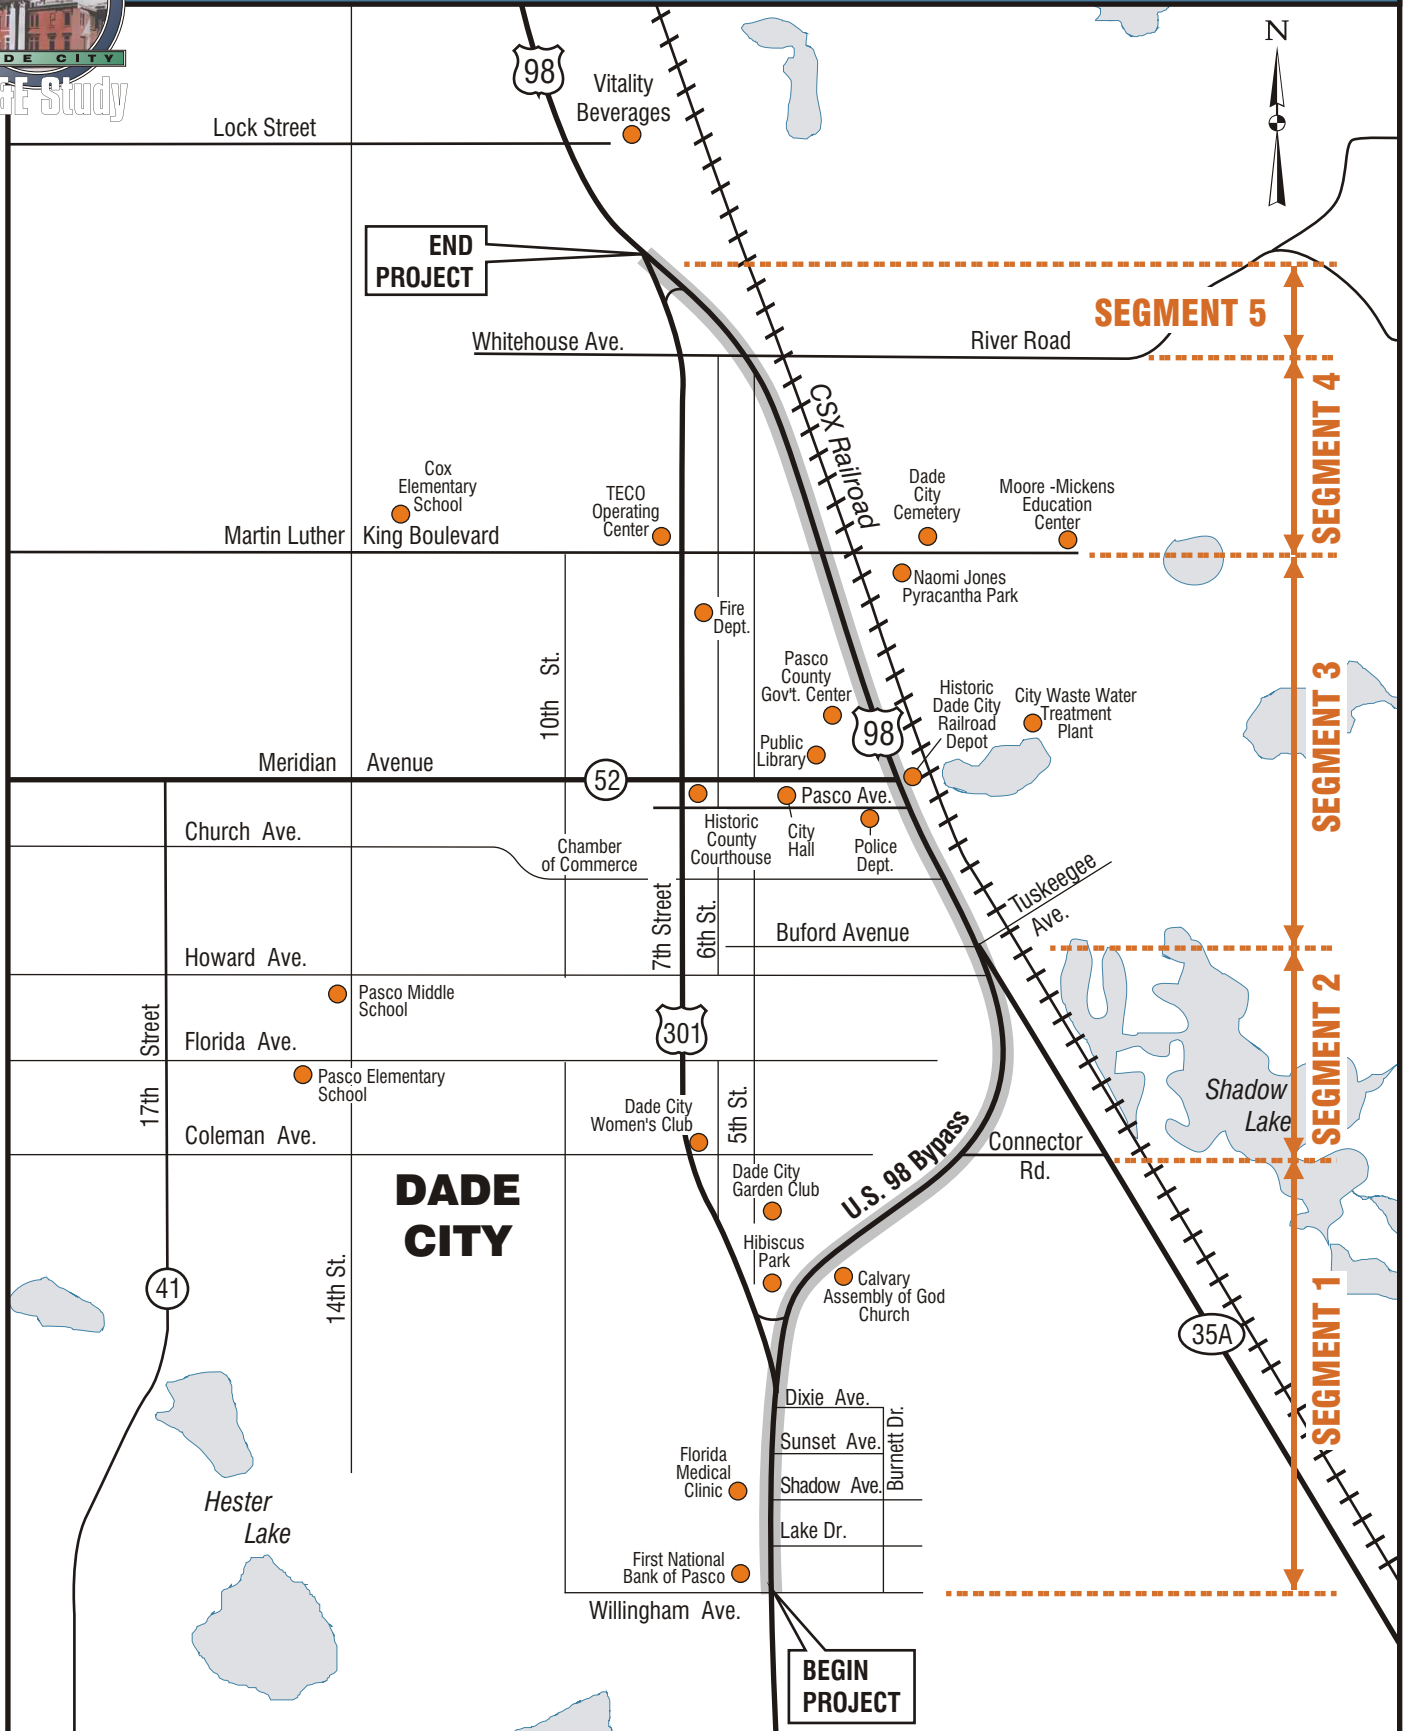 DE CITY
&E Study
N
98
Vitality
Beverages
Lock Street
END
PROJECT
SEGMENT 5
Whitehouse Ave.
River Road
SEGMENT 4
CSX Railroad
Cox
Elementary
School
TECO
Operating
Center
Dade
City
Cemetery
Moore -Mickens
Education
Center
Martin Luther King Boulevard
Naomi Jones
Pyracantha Park
Fire
Dept.
10th St.
Pasco
County
Gov't. Center
Historic
Dade City
Railroad
Depot
City Waste Water
Treatment
Plant
SEGMENT 3
98
Public
Library
Meridian Avenue
52
Pasco Ave.
Church Ave.
Historic
County
Courthouse
City
Hall
Police
Dept.
Chamber
of Commerce
Tuskeegee
Ave.
7th Street
6th St.
Buford Avenue
Howard Ave.
Pasco Middle
School
SEGMENT 2
17th Street
301
Florida Ave.
Pasco Elementary
School
Shadow
Lake
Dade City
Women's Club
5th St.
Coleman Ave.
U.S. 98 Bypass
Connector
Rd.
DADE
CITY
Dade City
Garden Club
Hibiscus
Park
14th St.
41
Calvary
Assembly of God
Church
35A
SEGMENT 1
Dixie Ave.
Burnett Dr.
Sunset Ave.
Florida
Medical
Clinic
Shadow Ave.
Hester
Lake
Lake Dr.
First National
Bank of Pasco
Willingham Ave.
BEGIN
PROJECT